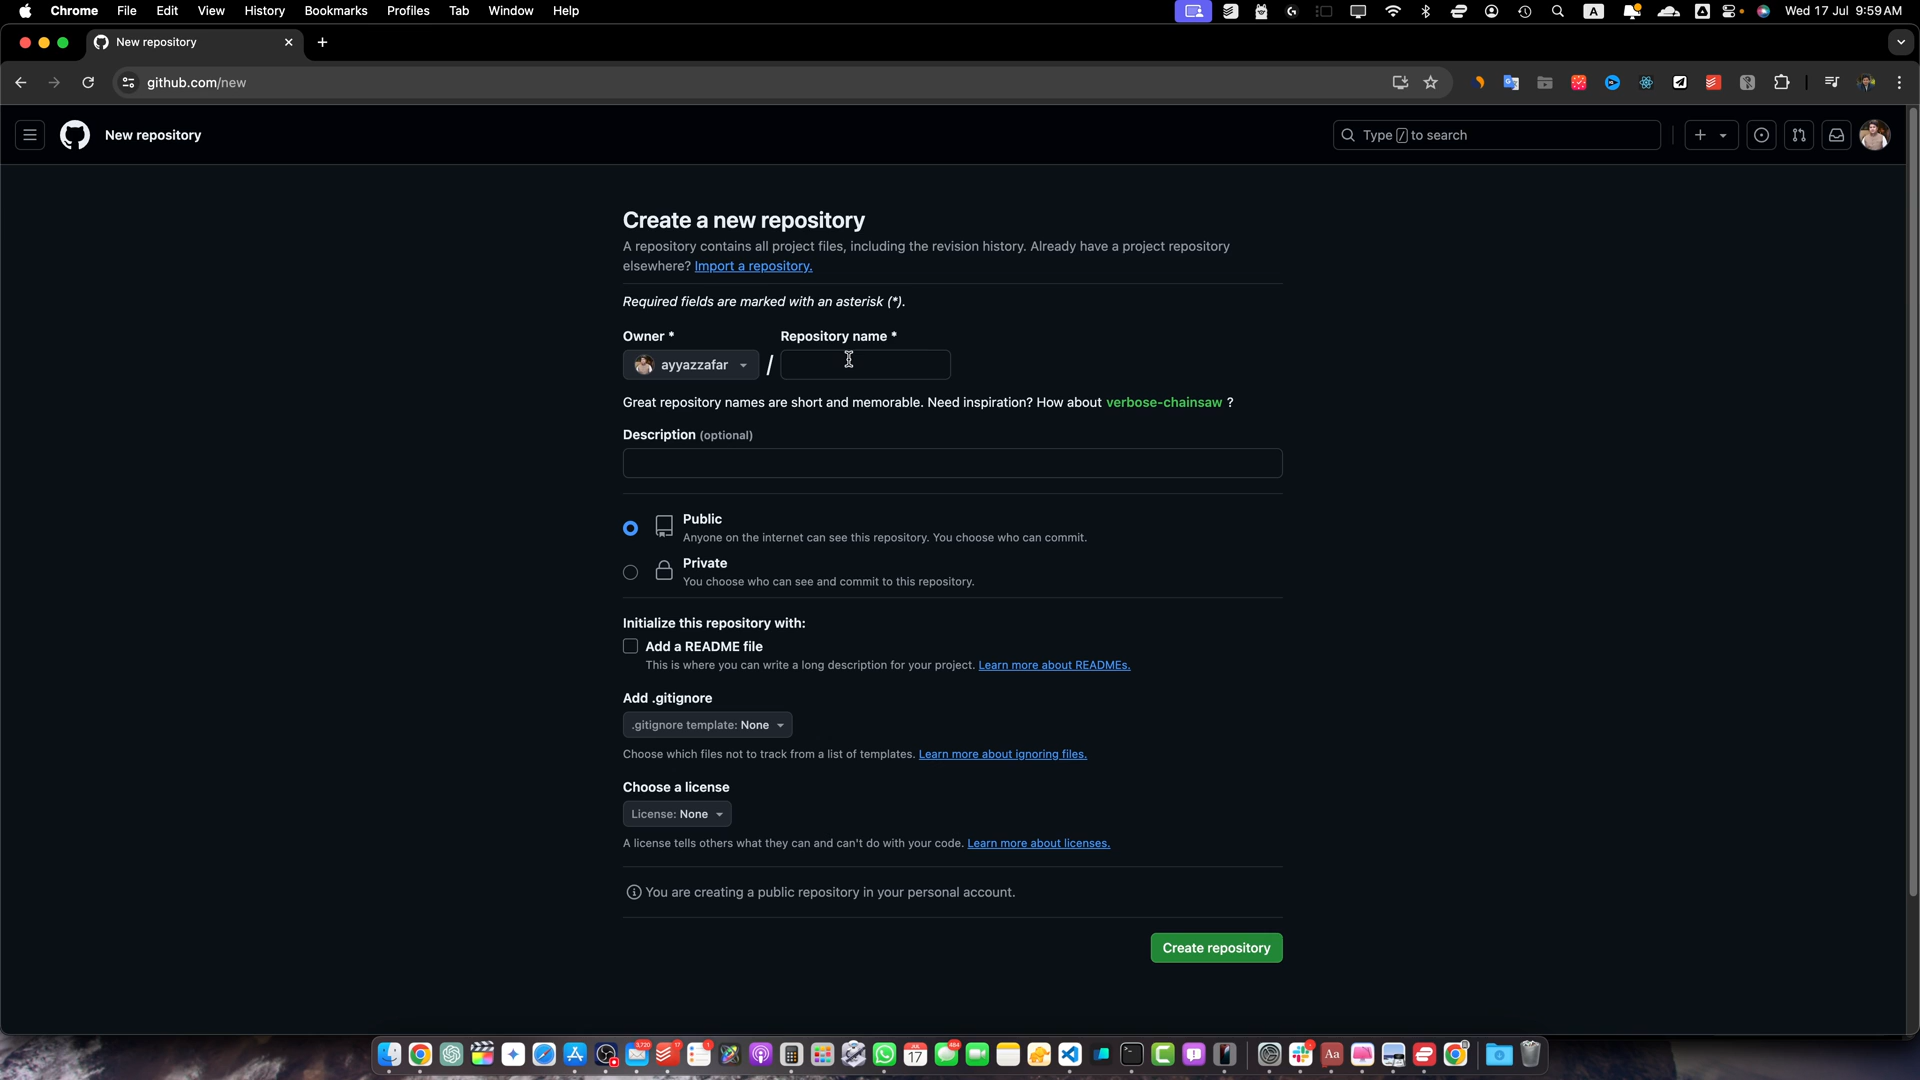 Chrome File Edit View History Bookmarks Profiles Tab Window Help
A
Wed 17 Jul 9:59 AM
New repository
github.com/new
New repository
Type / to search
Create a new repository
A repository contains all project files, including the revision history. Already have a project repository
elsewhere? Import a repository.
Required fields are marked with an asterisk (*).
Owner * Repository name *
ayyazzafar /
Great repository names are short and memorable. Need inspiration? How about verbose-chainsaw ?
Description (optional)
Public
Anyone on the internet can see this repository. You choose who can commit.
Private
You choose who can see and commit to this repository.
Initialize this repository with:
Add a README file
This is where you can write a long description for your project. Learn more about READMEs.
Add .gitignore
.gitignore template: None
Choose which files not to track from a list of templates. Learn more about ignoring files.
Choose a license
License: None
A license tells others what they can and can't do with your code. Learn more about licenses.
You are creating a public repository in your personal account.
Create repository
3,720 17 1 JUL 17 484 Aa